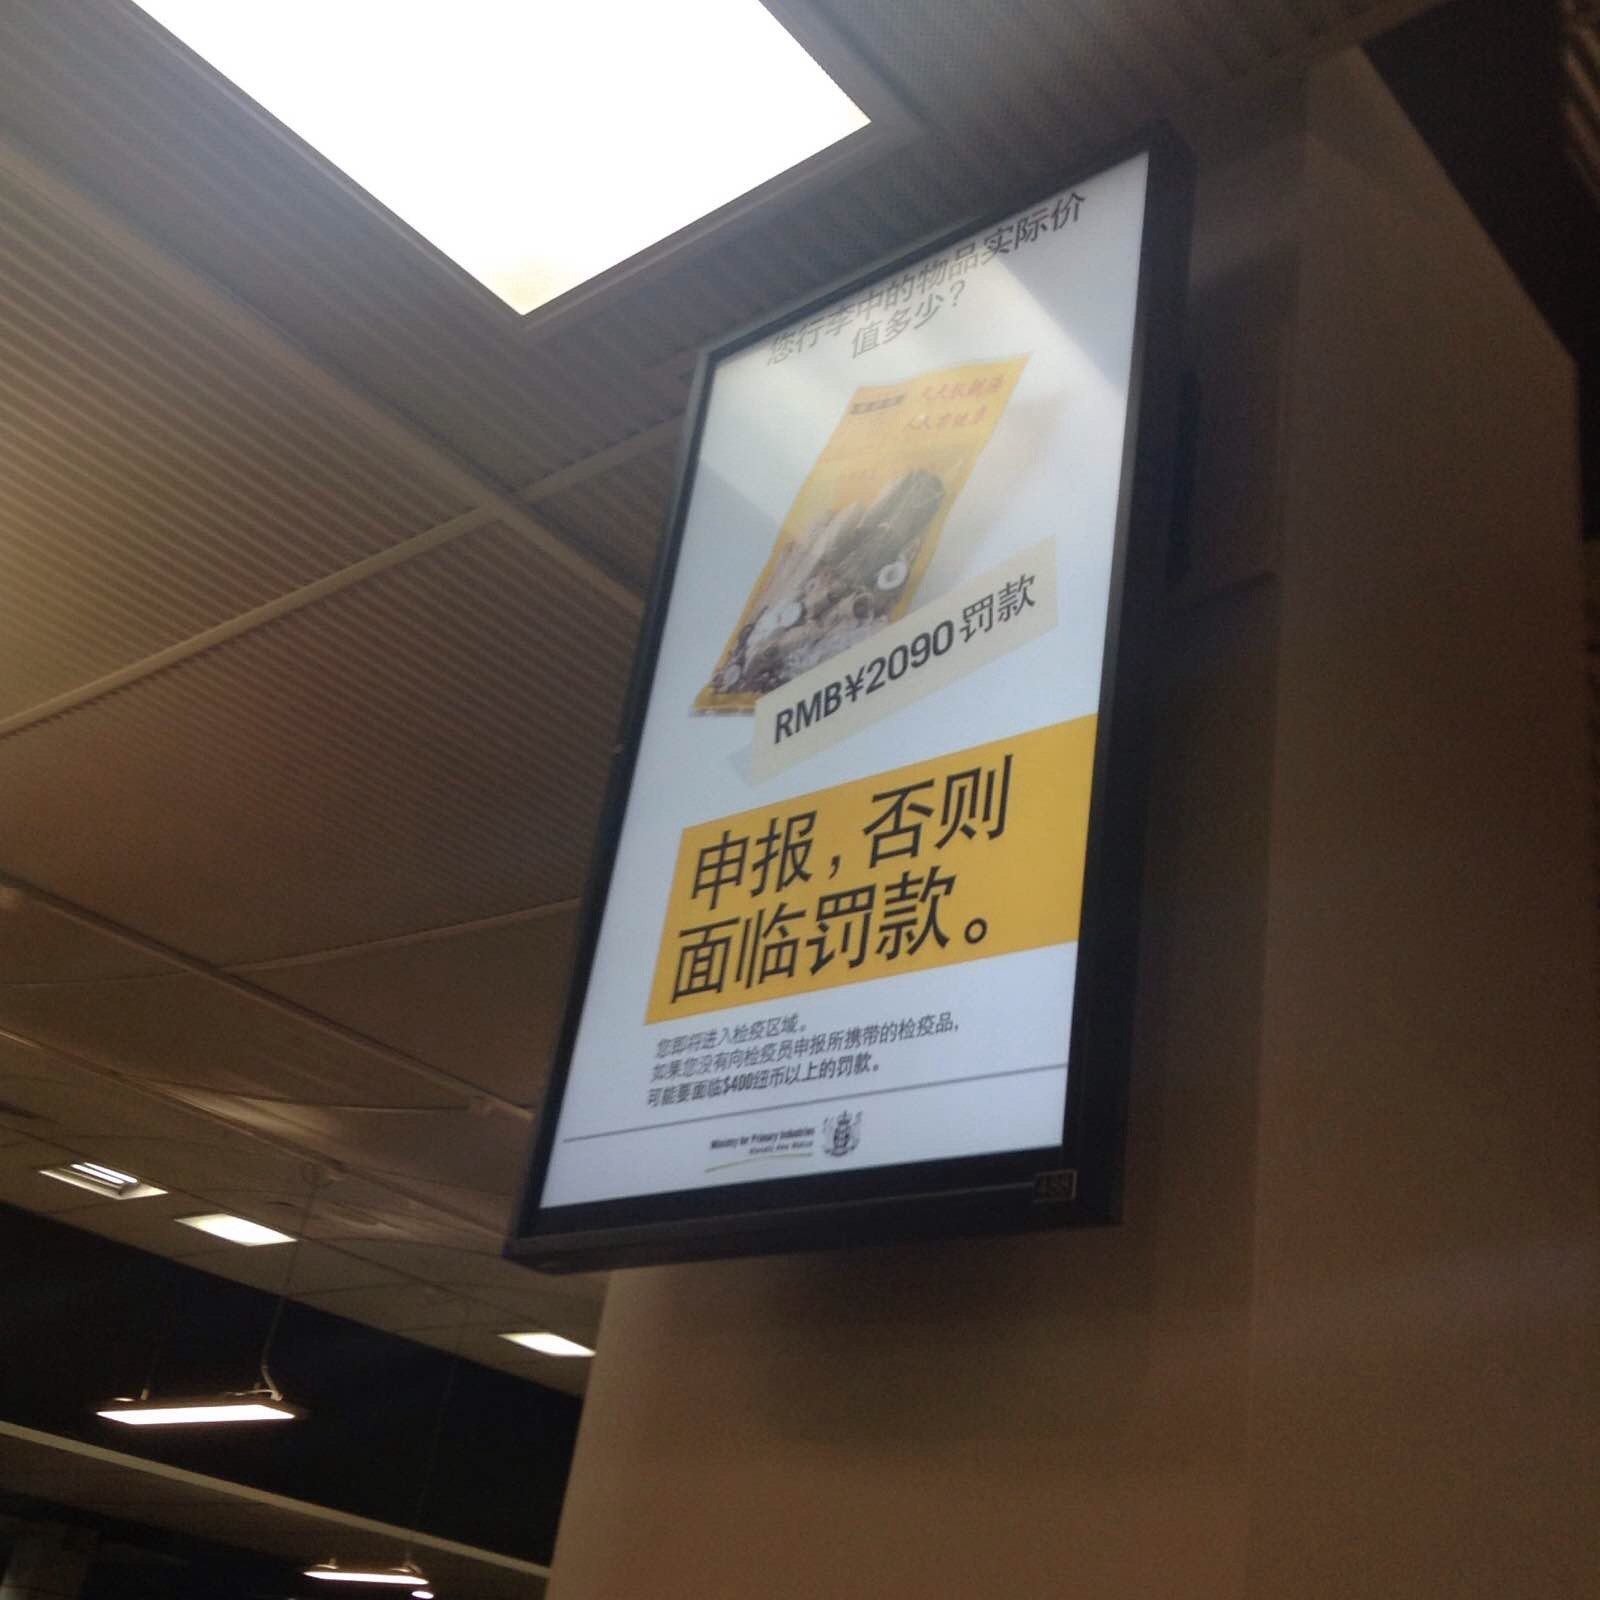 您行李中的物品实际价
值多少？
RMB¥2090罚款
申报，否则
面临罚款。
您即将进入检疫区域。
如果您没有向检疫员申报所携带的检疫品，
可能要面临$400纽币以上的罚款。
Ministry for Primary Industries
488